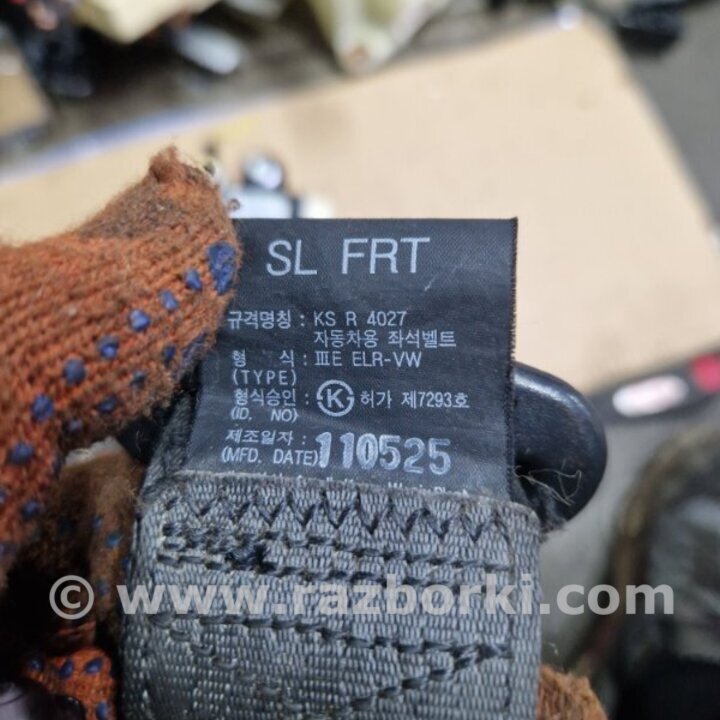 SL FRT
규격명칭 : KS R 4027
자동차용 좌석벨트
형 식 : ⅢE ELR-VW
(TYPE)
형식승인 : Ⓚ 허가 제7293호
(ID. NO)
제조일자 : 110525
(MFD. DATE)
© www.razborki.com